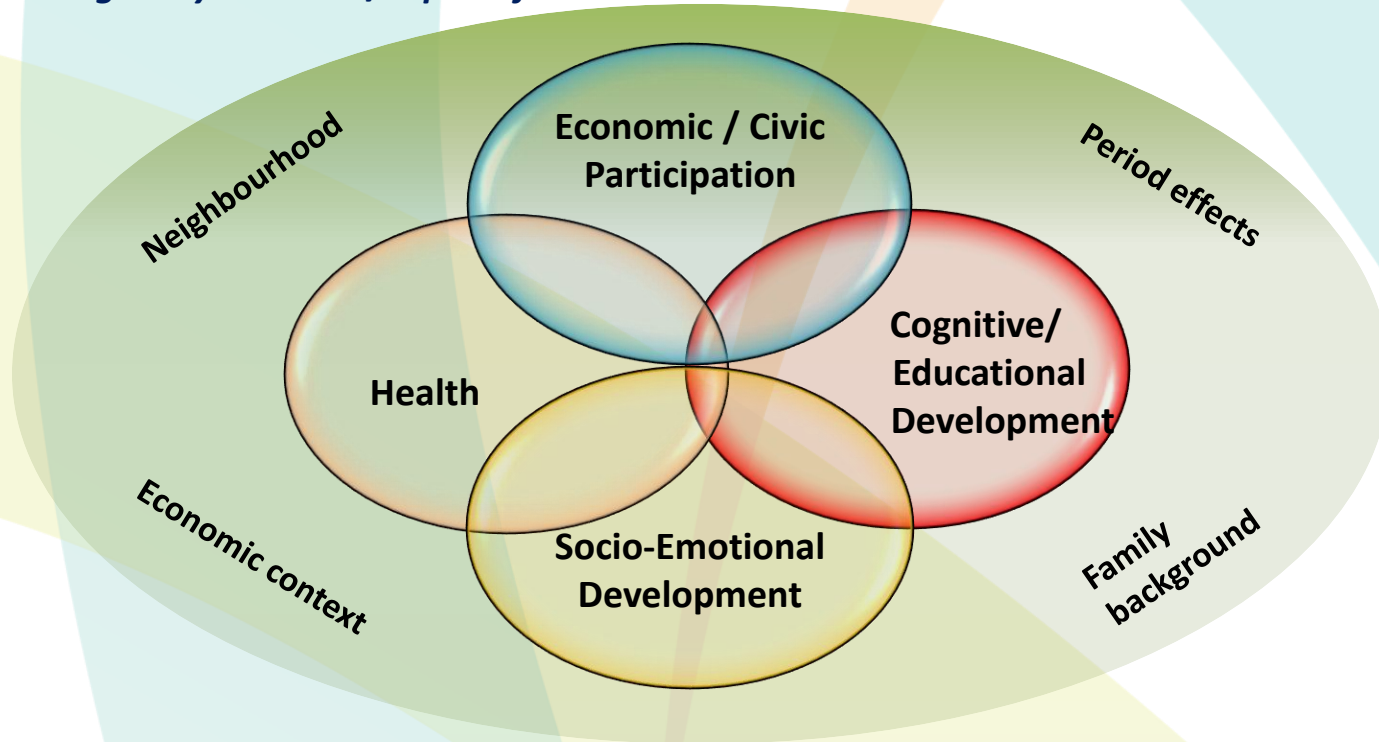 Economic / Civic
Participation
Neighbourhood
Period effects
Cognitive/
Educational
Development
Health
Socio-Emotional
Development
Economic context
Family
background